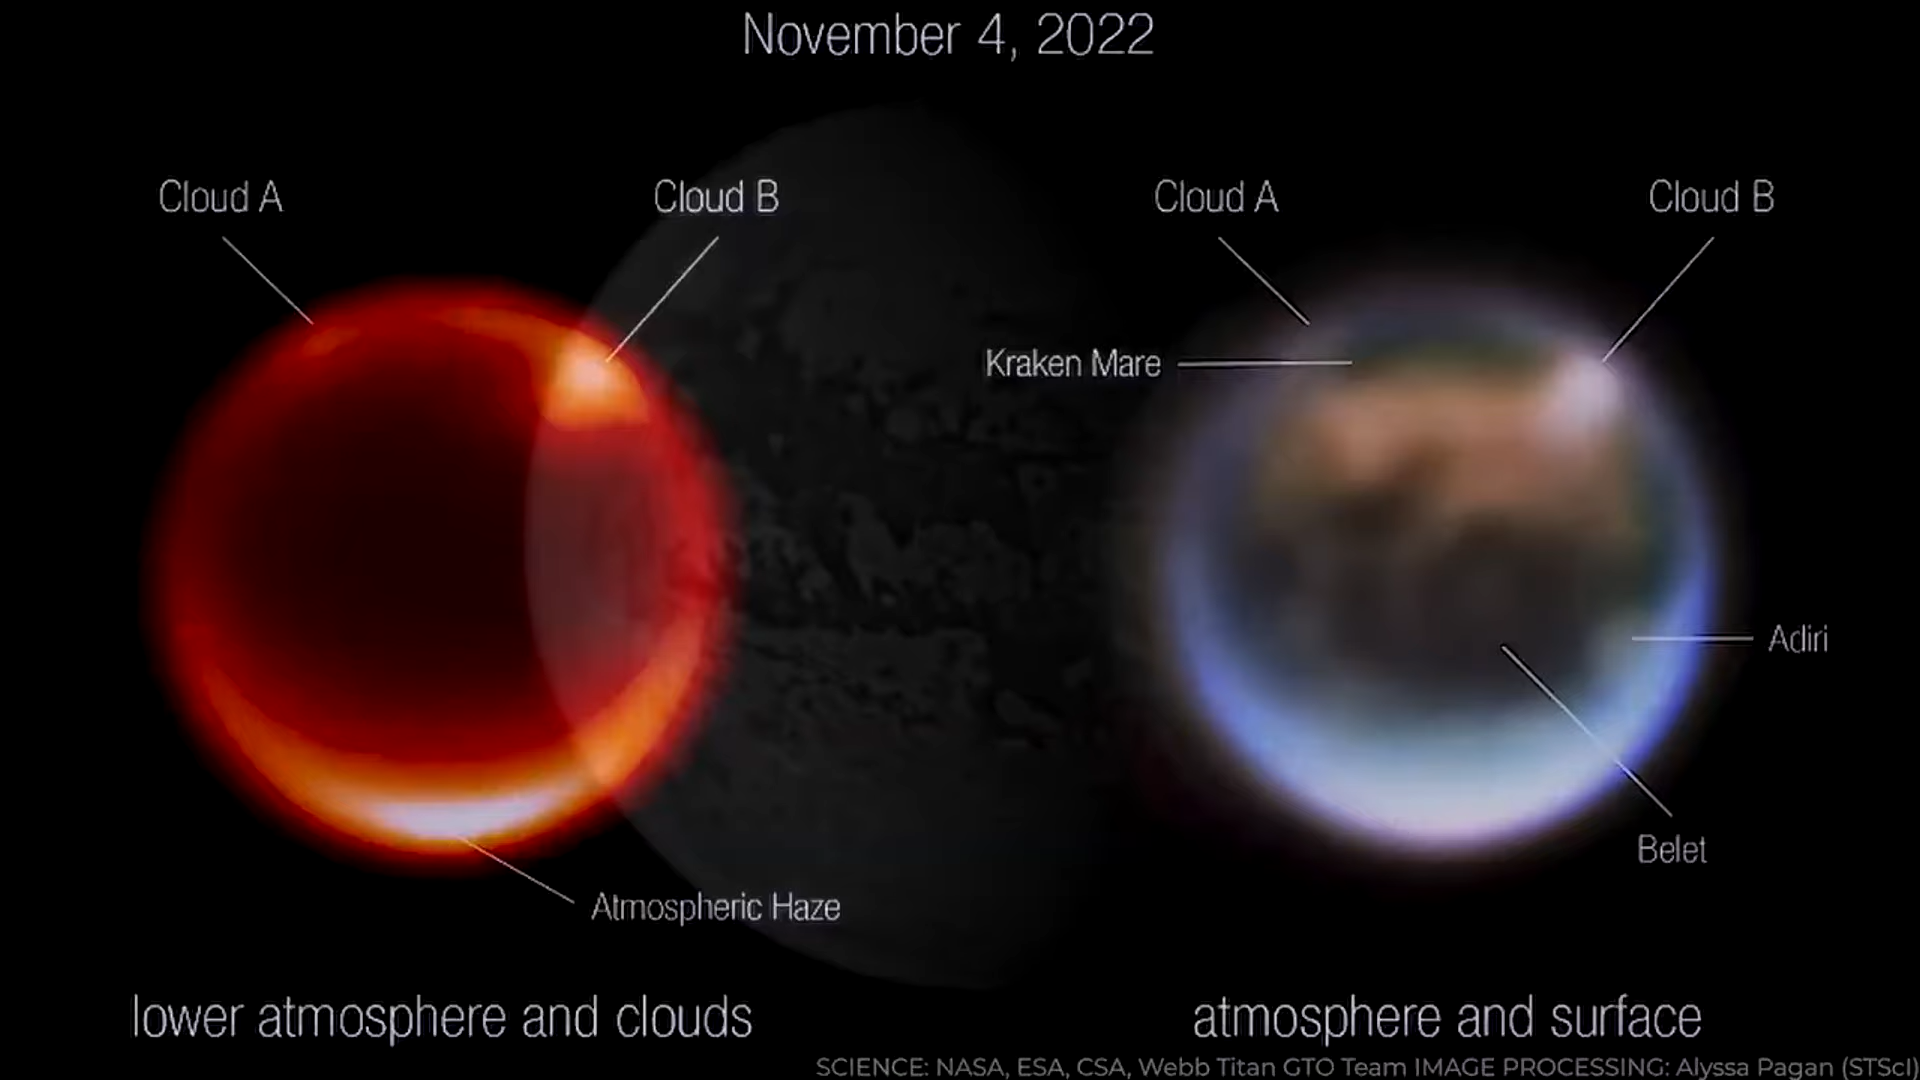 November 4, 2022
Cloud A
Cloud B
Cloud A
Cloud B
Kraken Mare
Adiri
Belet
Atmospheric Haze
lower atmosphere and clouds
atmosphere and surface
SCIENCE: NASA, ESA, CSA, Webb Titan GTO Team IMAGE PROCESSING: Alyssa Pagan (STScI)